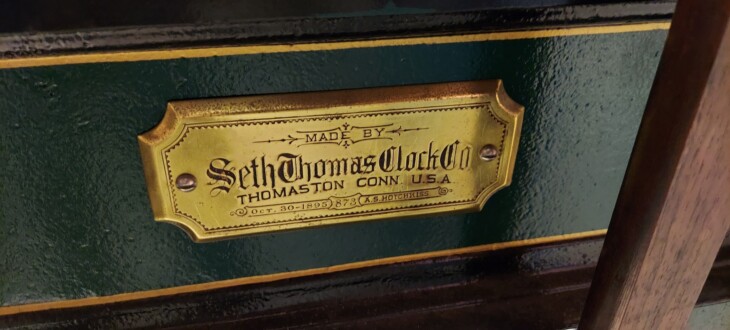 MADE BY
Seth Thomas Clock Co
THOMASTON CONN. U.S.A.
OCT. 30-1895 873 A.S. HOTCHKISS